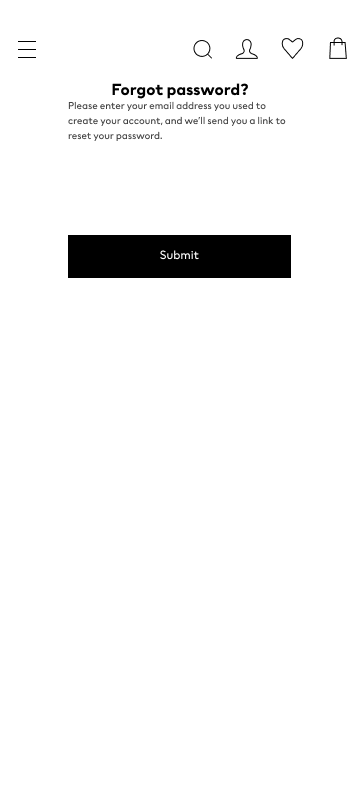 Forgot password?
Please enter your email address you used to
create your account, and we'll send you a link to
reset your password.
Submit